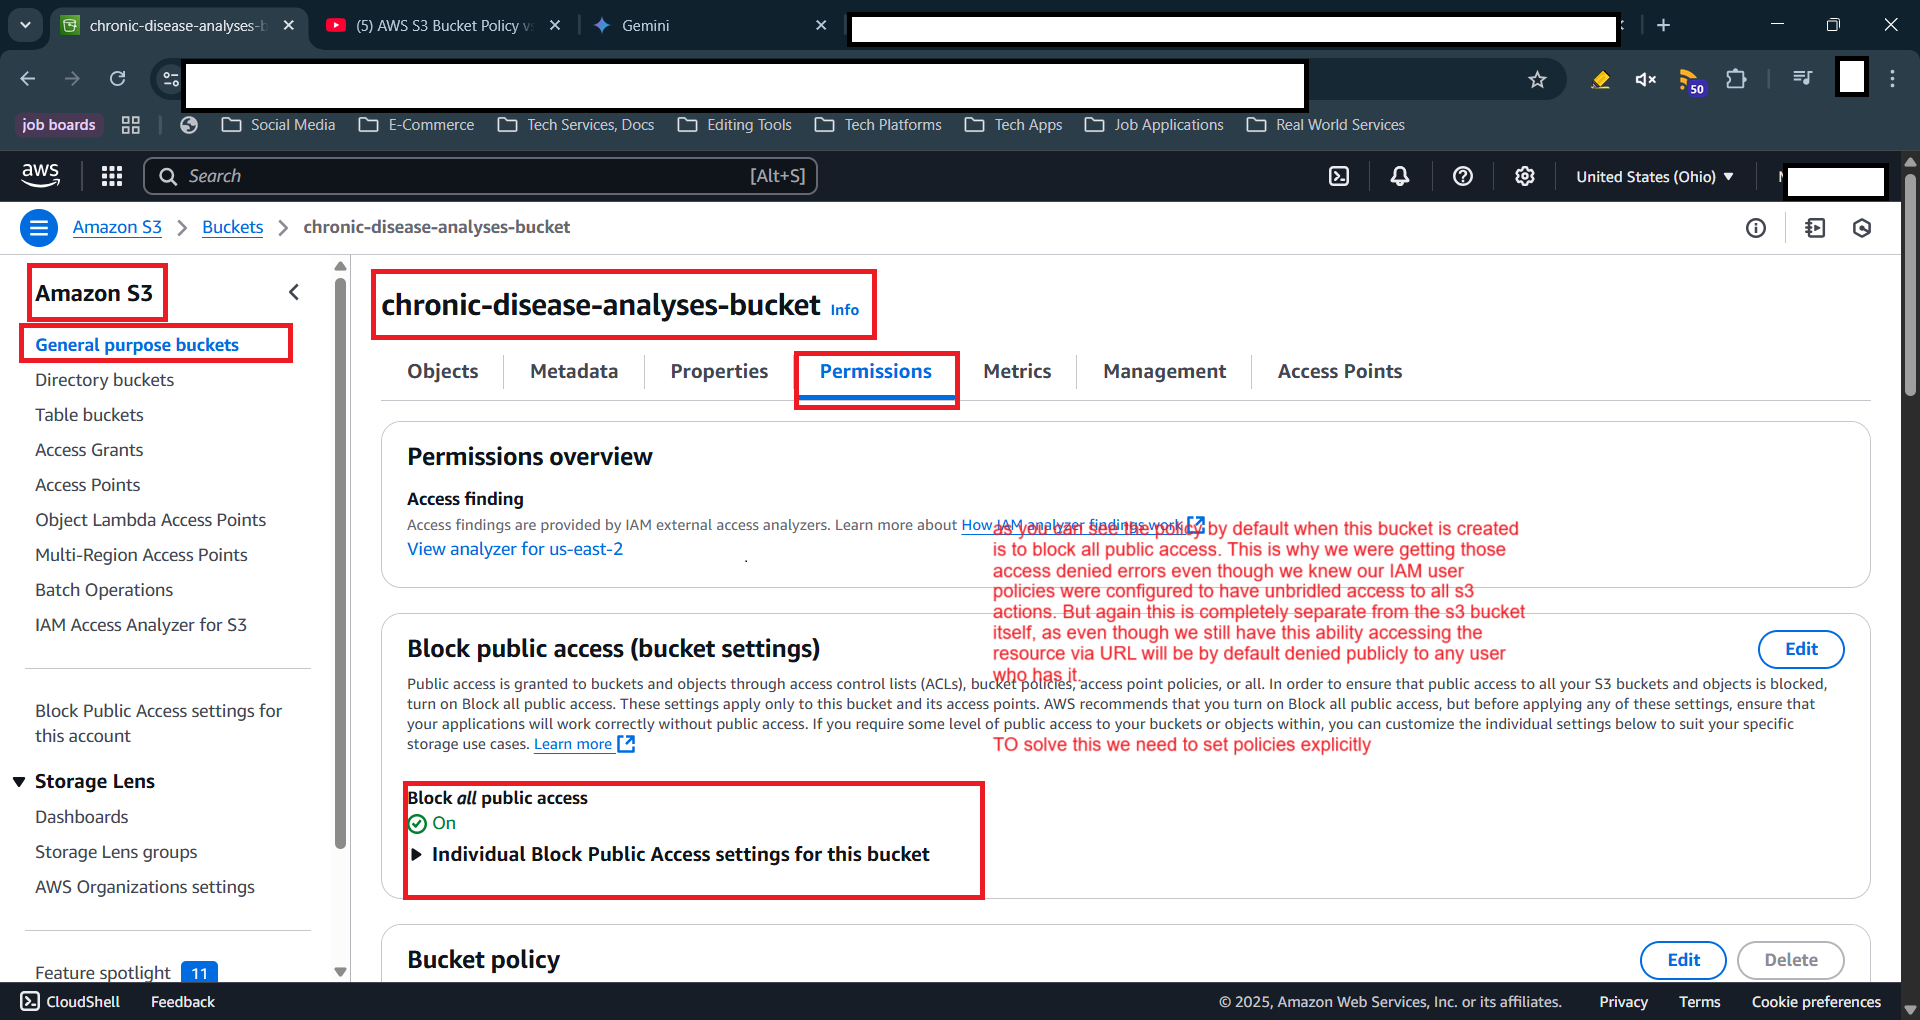 chronic-disease-analyses-b
(5) AWS S3 Bucket Policy v
Gemini
50
job boards
Social Media
E-Commerce
Tech Services, Docs
Editing Tools
Tech Platforms
Tech Apps
Job Applications
Real World Services
aws
Search
[Alt+S]
United States (Ohio)
Amazon S3
Buckets
chronic-disease-analyses-bucket
Amazon S3
General purpose buckets
Directory buckets
Table buckets
Access Grants
Access Points
Object Lambda Access Points
Multi-Region Access Points
Batch Operations
IAM Access Analyzer for S3
Block Public Access settings for
this account
Storage Lens
Dashboards
Storage Lens groups
AWS Organizations settings
Feature spotlight 11
chronic-disease-analyses-bucket Info
Objects
Metadata
Properties
Permissions
Metrics
Management
Access Points
Permissions overview
Access finding
Access findings are provided by IAM external access analyzers. Learn more about How IAM analyzer findings work
View analyzer for us-east-2
as you can see the policy by default when this bucket is created
is to block all public access. This is why we were getting those
access denied errors even though we knew our IAM user
policies were configured to have unbridled access to all s3
actions. But again this is completely separate from the s3 bucket
itself, as even though we still have this ability accessing the
resource via URL will be by default denied publicly to any user
who has it.
TO solve this we need to set policies explicitly
Block public access (bucket settings)
Edit
Public access is granted to buckets and objects through access control lists (ACLs), bucket policies, access point policies, or all. In order to ensure that public access to all your S3 buckets and objects is blocked,
turn on Block all public access. These settings apply only to this bucket and its access points. AWS recommends that you turn on Block all public access, but before applying any of these settings, ensure that
your applications will work correctly without public access. If you require some level of public access to your buckets or objects within, you can customize the individual settings below to suit your specific
storage use cases. Learn more
Block all public access
On
Individual Block Public Access settings for this bucket
Bucket policy
Edit
Delete
CloudShell
Feedback
© 2025, Amazon Web Services, Inc. or its affiliates.
Privacy
Terms
Cookie preferences